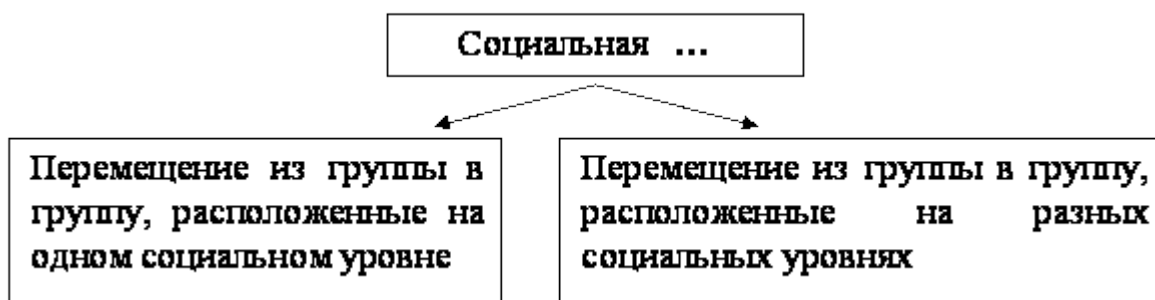 Социальная ...
Перемещение из группы в
группу, расположенные на
одном социальном уровне
Перемещение из группы в группу,
расположенные на разных
социальных уровнях